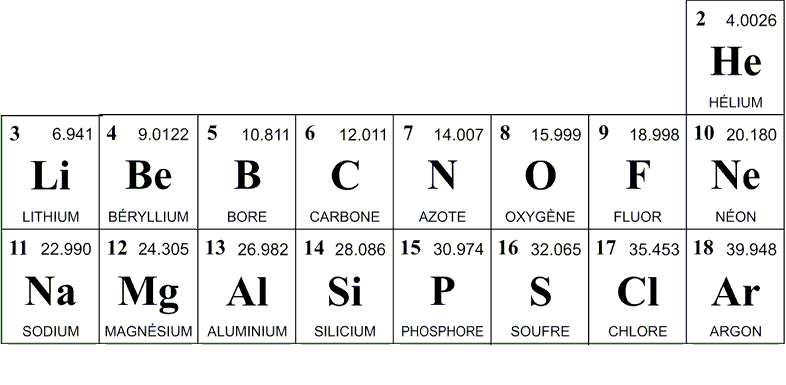 2 4.0026
He
HÉLIUM
3 6.941 4 9.0122 5 10.811 6 12.011 7 14.007 8 15.999 9 18.998 10 20.180
Li Be B C N O F Ne
LITHIUM BÉRYLLIUM BORE CARBONE AZOTE OXYGÈNE FLUOR NÉON
11 22.990 12 24.305 13 26.982 14 28.086 15 30.974 16 32.065 17 35.453 18 39.948
Na Mg Al Si P S Cl Ar
SODIUM MAGNÉSIUM ALUMINIUM SILICIUM PHOSPHORE SOUFRE CHLORE ARGON